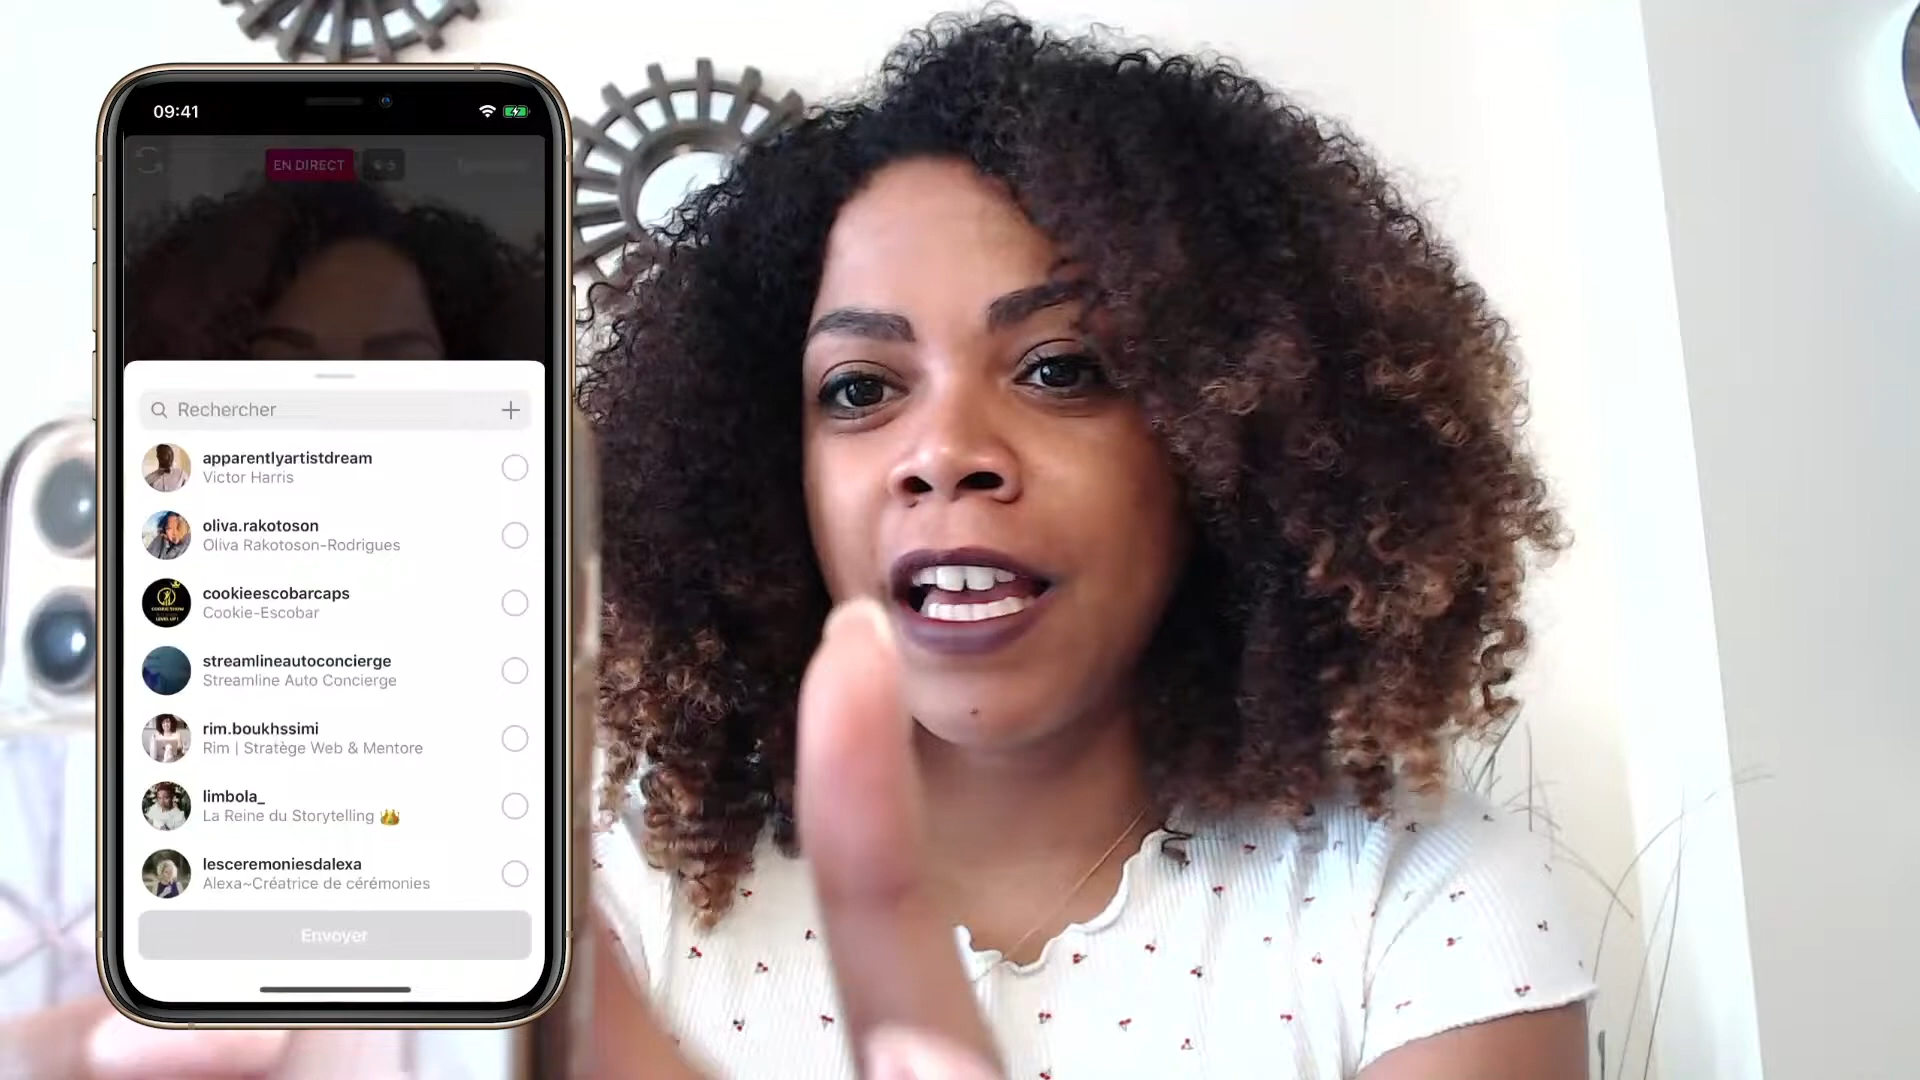 09:41
EN DIRECT
Rechercher
apparentlyartistdream
Victor Harris
oliva.rakotoson
Oliva Rakotoson-Rodrigues
cookieescobarcaps
Cookie-Escobar
streamlineautoconcierge
Streamline Auto Concierge
rim.boukhssimi
Rim | Stratège Web & Mentore
limbola_
La Reine du Storytelling 👑
lesceremoniesdalexa
Alexa~Créatrice de cérémonies
Envoyer